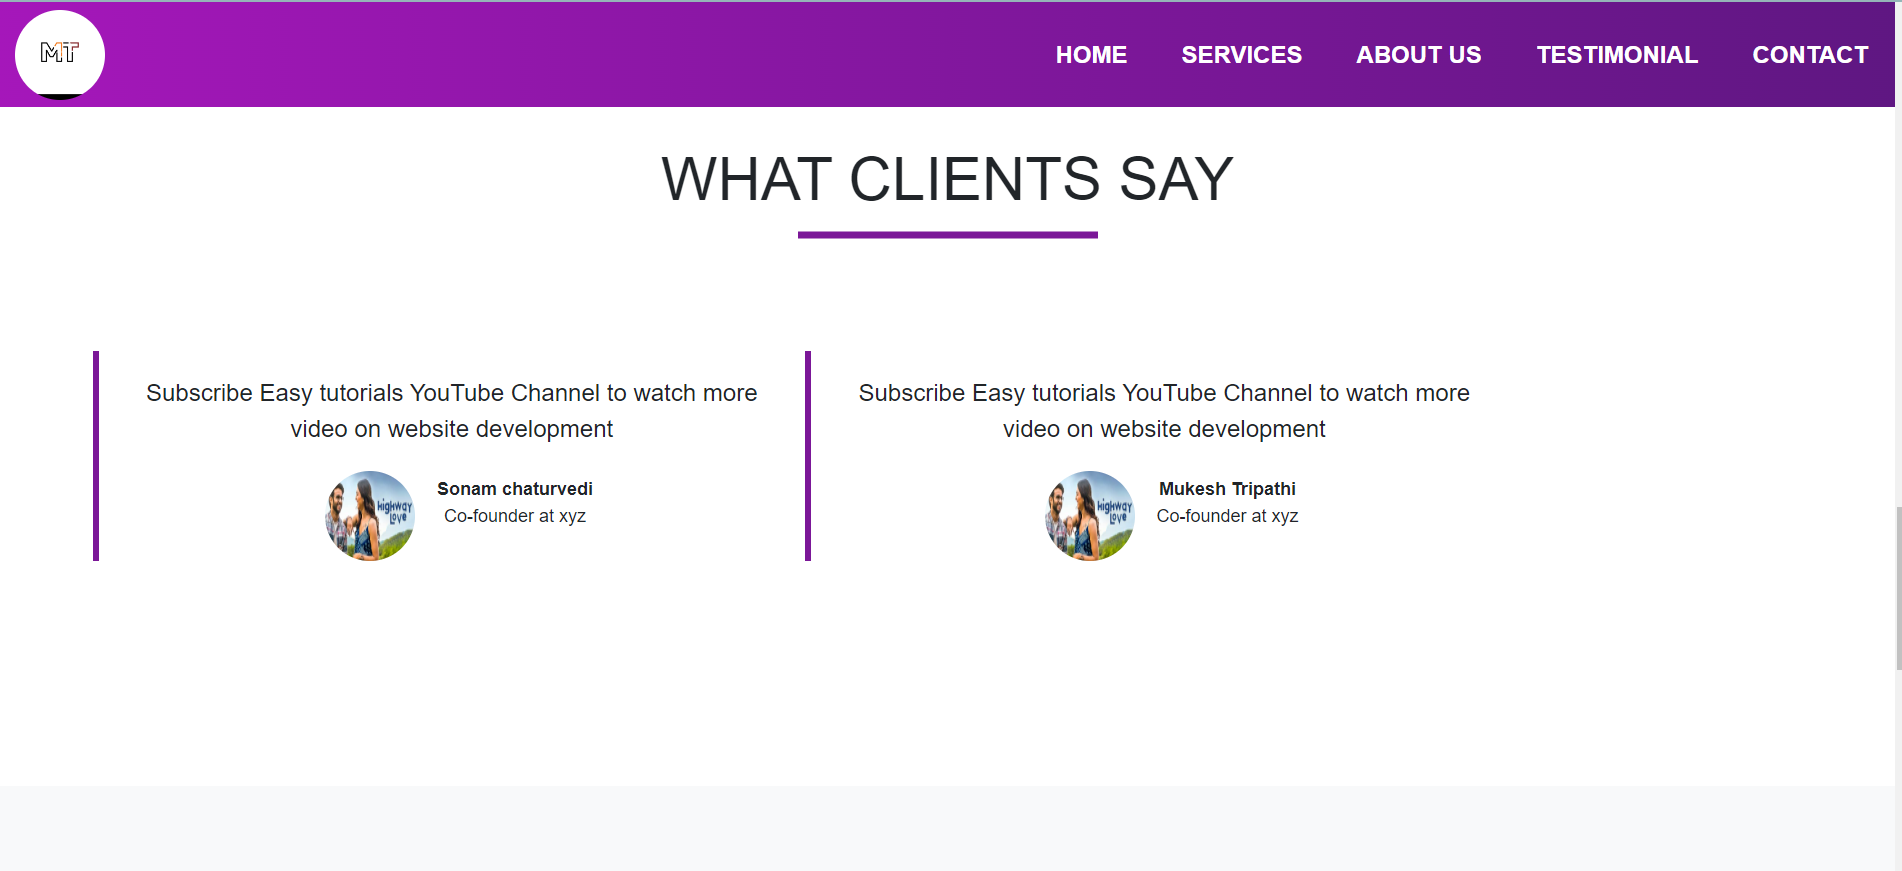 MT
HOME SERVICES ABOUT US TESTIMONIAL CONTACT
WHAT CLIENTS SAY
Subscribe Easy tutorials YouTube Channel to watch more
video on website development
Highway
Love
Sonam chaturvedi
Co-founder at xyz
Subscribe Easy tutorials YouTube Channel to watch more
video on website development
Highway
Love
Mukesh Tripathi
Co-founder at xyz